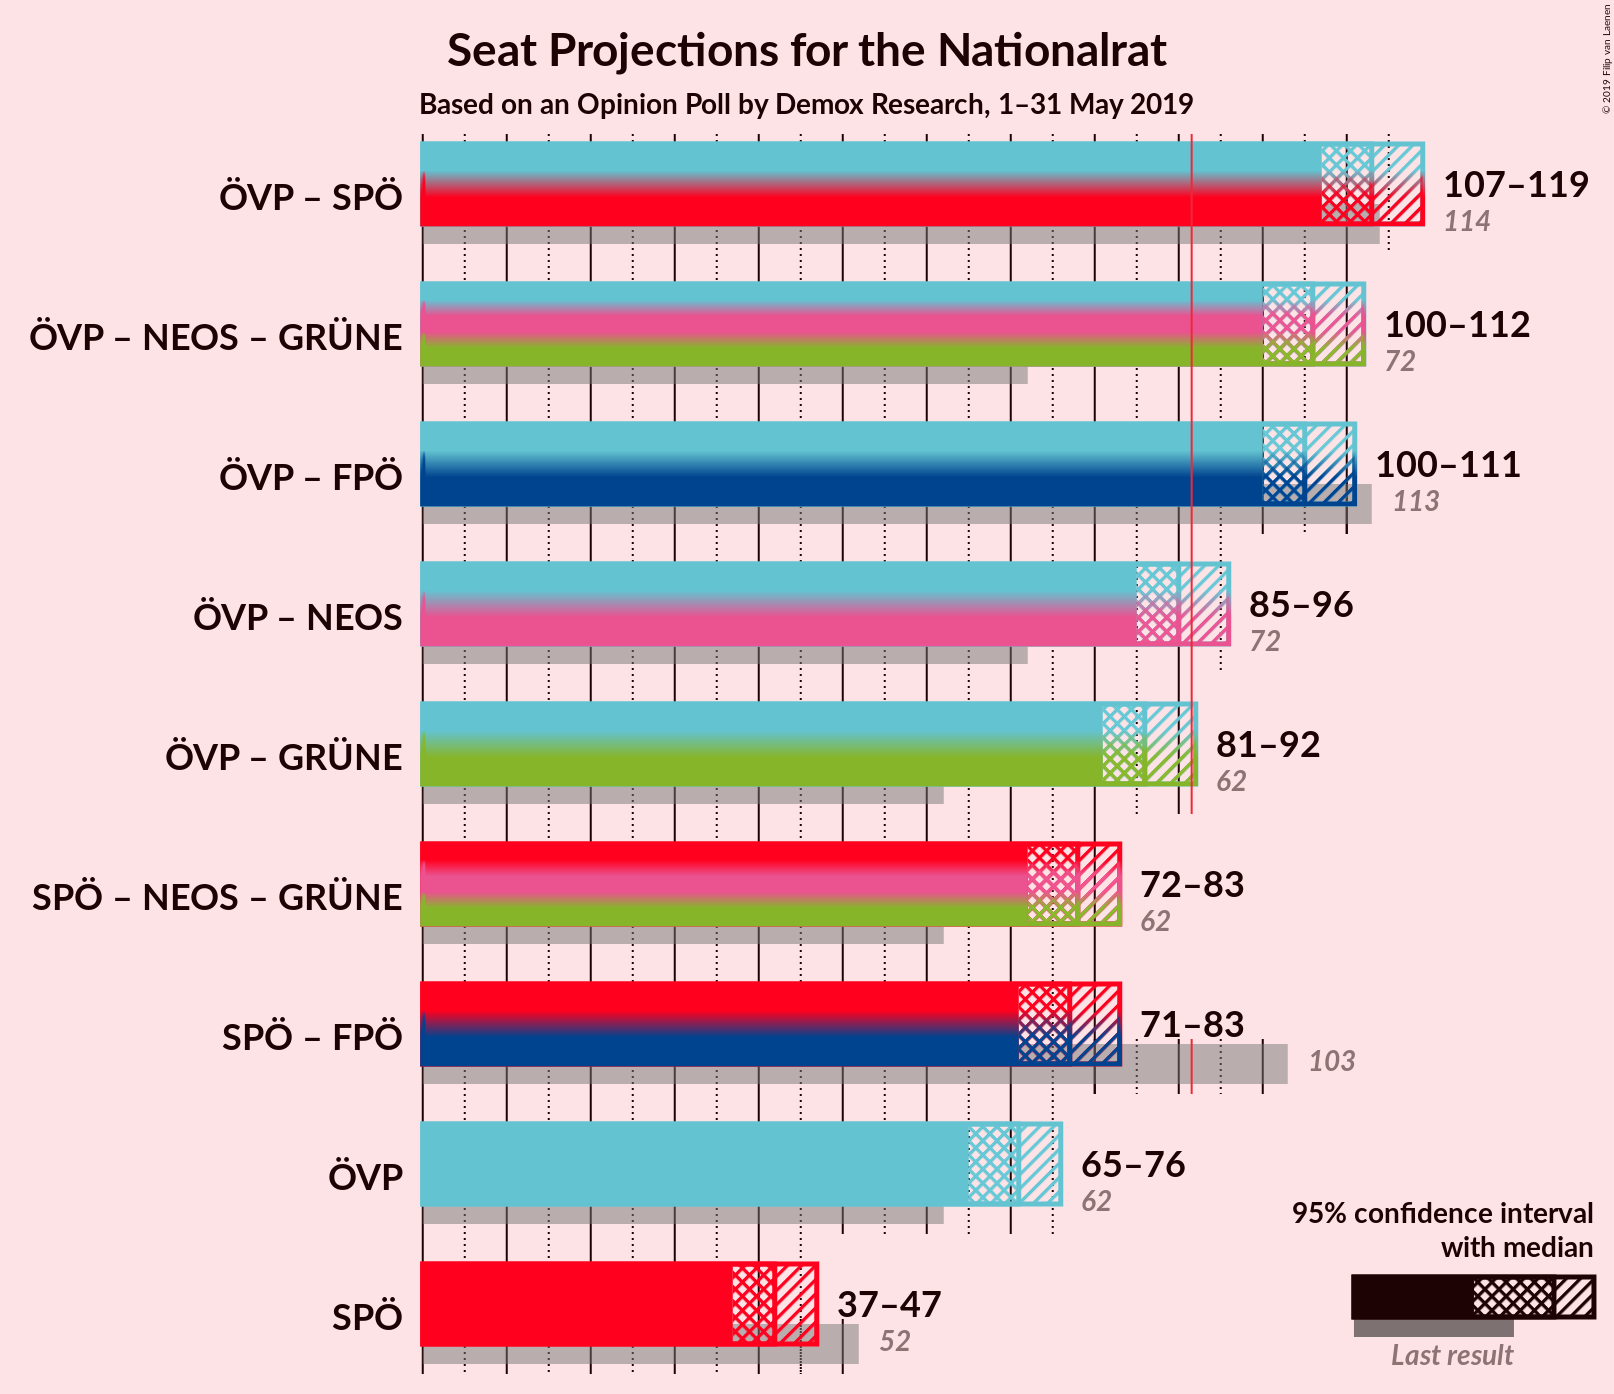 Seat Projections for the Nationalrat
Based on an Opinion Poll by Demox Research, 1–31 May 2019
© 2019 Filip van Laenen
ÖVP – SPÖ
107–119
114
ÖVP – NEOS – GRÜNE
100–112
72
ÖVP – FPÖ
100–111
113
ÖVP – NEOS
85–96
72
ÖVP – GRÜNE
81–92
62
SPÖ – NEOS – GRÜNE
72–83
62
SPÖ – FPÖ
71–83
103
ÖVP
65–76
62
SPÖ
37–47
52
95% confidence interval
with median
Last result